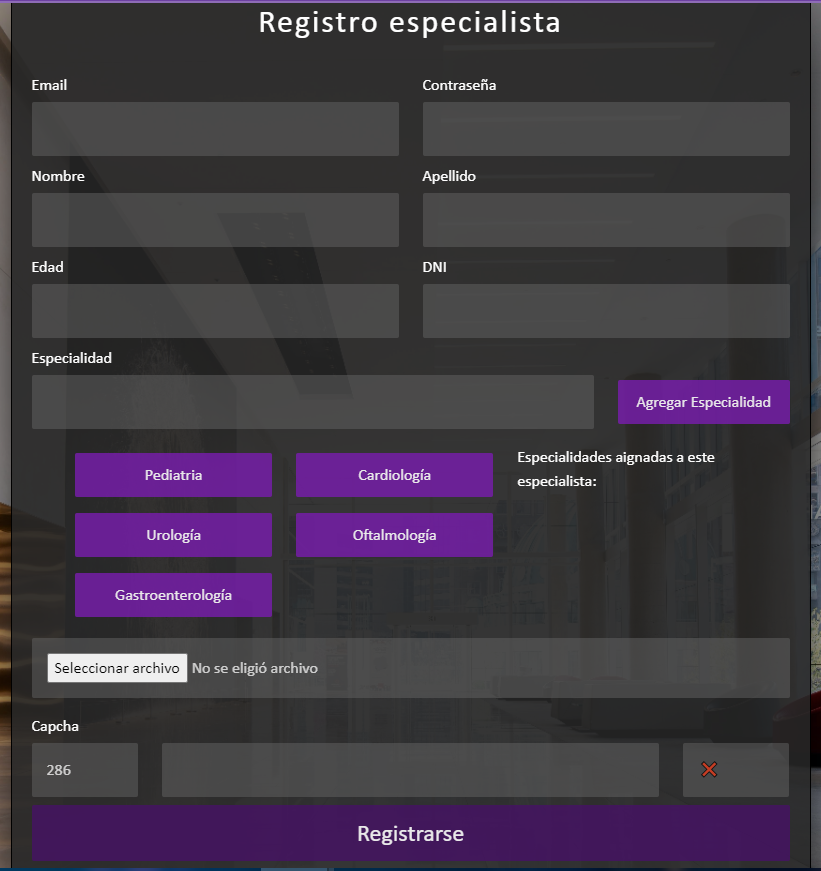 Registro especialista
Email
Contraseña
Nombre
Apellido
Edad
DNI
Especialidad
Agregar Especialidad
Pediatria
Cardiología
Especialidades aignadas a este
especialista:
Urología
Oftalmología
Gastroenterología
Seleccionar archivo No se eligió archivo
Capcha
286
Registrarse